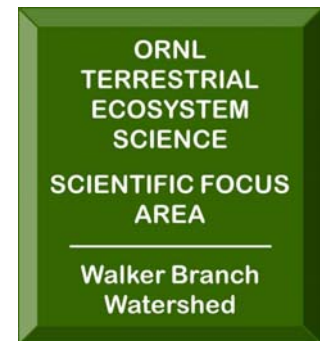 ORNL
TERRESTRIAL
ECOSYSTEM
SCIENCE
SCIENTIFIC FOCUS
AREA
Walker Branch
Watershed